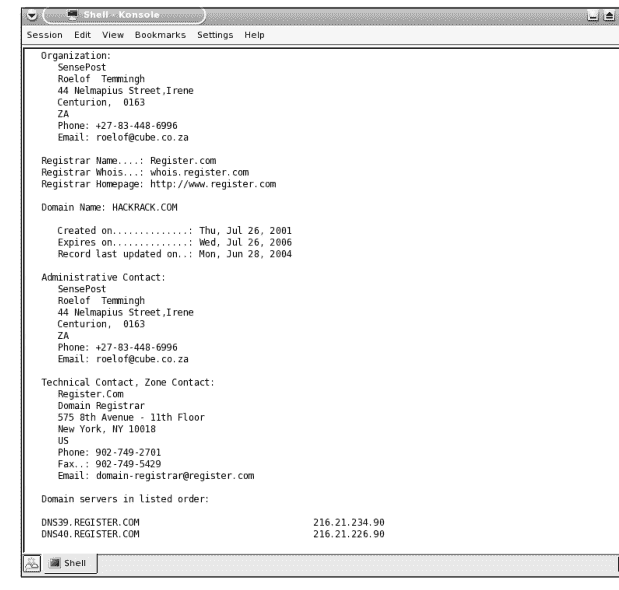 Shell - Konsole
Session Edit View Bookmarks Settings Help
Organization:
SensePost
Roelof Temmingh
44 Nelmapius Street,Irene
Centurion, 0163
ZA
Phone: +27-83-448-6996
Email: roelof@cube.co.za
Registrar Name....: Register.com
Registrar Whois...: whois.register.com
Registrar Homepage: http://www.register.com
Domain Name: HACKRACK.COM
Created on..............: Thu, Jul 26, 2001
Expires on..............: Wed, Jul 26, 2006
Record last updated on..: Mon, Jun 28, 2004
Administrative Contact:
SensePost
Roelof Temmingh
44 Nelmapius Street,Irene
Centurion, 0163
ZA
Phone: +27-83-448-6996
Email: roelof@cube.co.za
Technical Contact, Zone Contact:
Register.Com
Domain Registrar
575 8th Avenue - 11th Floor
New York, NY 10018
US
Phone: 902-749-2701
Fax..: 902-749-5429
Email: domain-registrar@register.com
Domain servers in listed order:
DNS39.REGISTER.COM 216.21.234.90
DNS40.REGISTER.COM 216.21.226.90
Shell